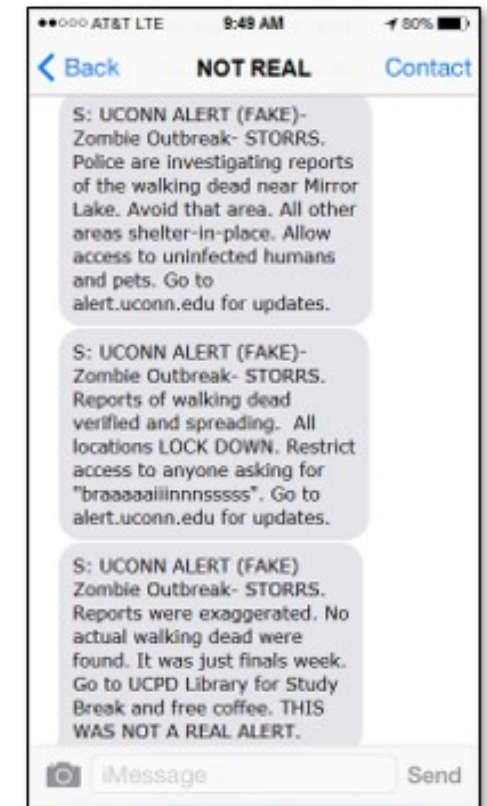 AT&T LTE 9:49 AM 80%
Back NOT REAL Contact
S: UCONN ALERT (FAKE)-
Zombie Outbreak- STORRS.
Police are investigating reports
of the walking dead near Mirror
Lake. Avoid that area. All other
areas shelter-in-place. Allow
access to uninfected humans
and pets. Go to
alert.uconn.edu for updates.
S: UCONN ALERT (FAKE)-
Zombie Outbreak- STORRS.
Reports of walking dead
verified and spreading. All
locations LOCK DOWN. Restrict
access to anyone asking for
"braaaaaiiinnnsssss". Go to
alert.uconn.edu for updates.
S: UCONN ALERT (FAKE)
Zombie Outbreak- STORRS.
Reports were exaggerated. No
actual walking dead were
found. It was just finals week.
Go to UCPD Library for Study
Break and free coffee. THIS
WAS NOT A REAL ALERT.
iMessage Send